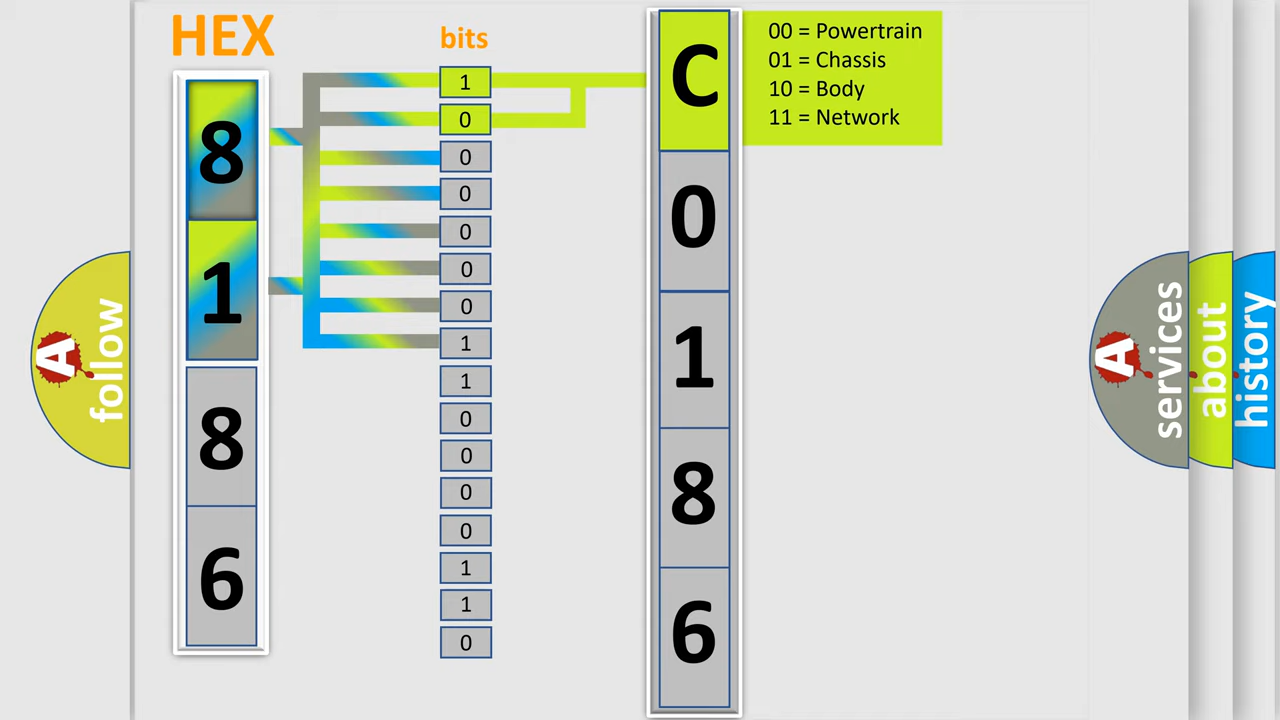 HEX
bits
8
1
8
6
1
0
0
0
0
0
0
1
1
0
0
0
0
1
1
0
C
0
1
8
6
00 = Powertrain
01 = Chassis
10 = Body
11 = Network
A
follow
A
services
about
history